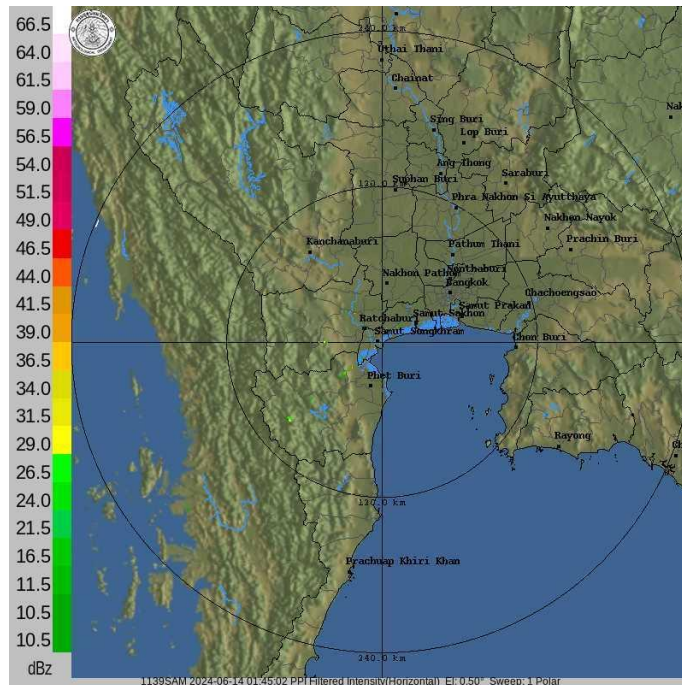 66.5
64.0
61.5
59.0
56.5
54.0
51.5
49.0
46.5
44.0
41.5
39.0
36.5
34.0
31.5
29.0
26.5
24.0
21.5
16.5
11.5
10.5
10.5
dBz
240.0 km
Uthai Thani
Chainat
Sing Buri
Lop Buri
Nak
Ang Thong
Saraburi
120.0 km
Suphan Buri
Phra Nakhon Si Ayutthaya
Nakhon Nayok
Kanchanaburi
Pathum Thani
Prachin Buri
Nonthaburi
Nakhon Pathom
Bangkok
Chachoengsao
Samut Prakan
Samut Sakhon
Ratchaburi
Samut Songkhram
Chon Buri
Phet Buri
Rayong
Ch
120.0 km
Prachuap Khiri Khan
240.0 km
1139SAM 2024-06-14 01:45:02 PPI Filtered Intensity(Horizontal) El: 0.50° Sweep: 1 Polar